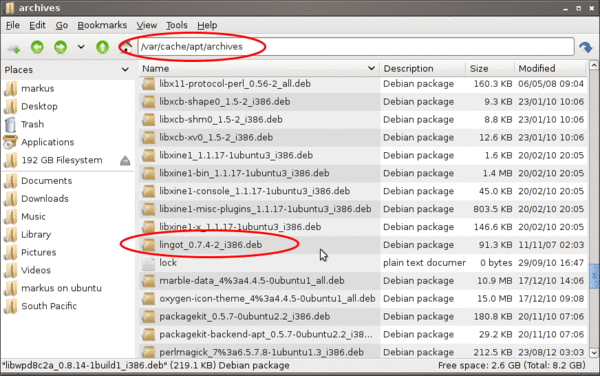 archives
File Edit Go Bookmarks View Tools Help
/var/cache/apt/archives
Places
markus
Desktop
Trash
Applications
192 GB Filesystem
Documents
Downloads
Music
Library
Pictures
Videos
markus on ubuntu
South Pacific
Name Description Size Modified
libx11-protocol-perl_0.56-2_all.deb Debian package 160.3 KB 06/05/08 09:04
libxcb-shape0_1.5-2_i386.deb Debian package 9.3 KB 23/01/10 10:06
libxcb-shm0_1.5-2_i386.deb Debian package 8.8 KB 23/01/10 10:06
libxcb-xv0_1.5-2_i386.deb Debian package 12.6 KB 23/01/10 10:06
libxine1_1.1.17-1ubuntu3_i386.deb Debian package 1.6 KB 20/02/10 20:05
libxine1-bin_1.1.17-1ubuntu3_i386.deb Debian package 1.4 MB 20/02/10 20:05
libxine1-console_1.1.17-1ubuntu3_i386.deb Debian package 45.0 KB 20/02/10 20:05
libxine1-misc-plugins_1.1.17-1ubuntu3_i386.deb Debian package 803.5 KB 20/02/10 20:05
libxine1-x_1.1.17-1ubuntu3_i386.deb Debian package 146.6 KB 20/02/10 20:05
lingot_0.7.4-2_i386.deb Debian package 91.3 KB 11/11/07 02:03
lock plain text documer 0 bytes 29/09/10 16:47
marble-data_4%3a4.4.5-0ubuntu1_all.deb Debian package 10.9 MB 17/12/10 14:06
oxygen-icon-theme_4%3a4.4.5-0ubuntu1_all.deb Debian package 15.0 MB 17/12/10 09:08
packagekit_0.5.7-0ubuntu2.2_i386.deb Debian package 180.8 KB 20/11/10 07:06
packagekit-backend-apt_0.5.7-0ubuntu2.2_i38... Debian package 29.2 KB 20/11/10 07:06
perlmagick_7%3a6.5.7.8-1ubuntu1.3_i386.deb Debian package 212.5 KB 23/08/12 03:03
"libwpd8c2a_0.8.14-1build1_i386.deb" (219.1 KB) Debian package Free space: 2.6 GB (Total: 8.2 GB)